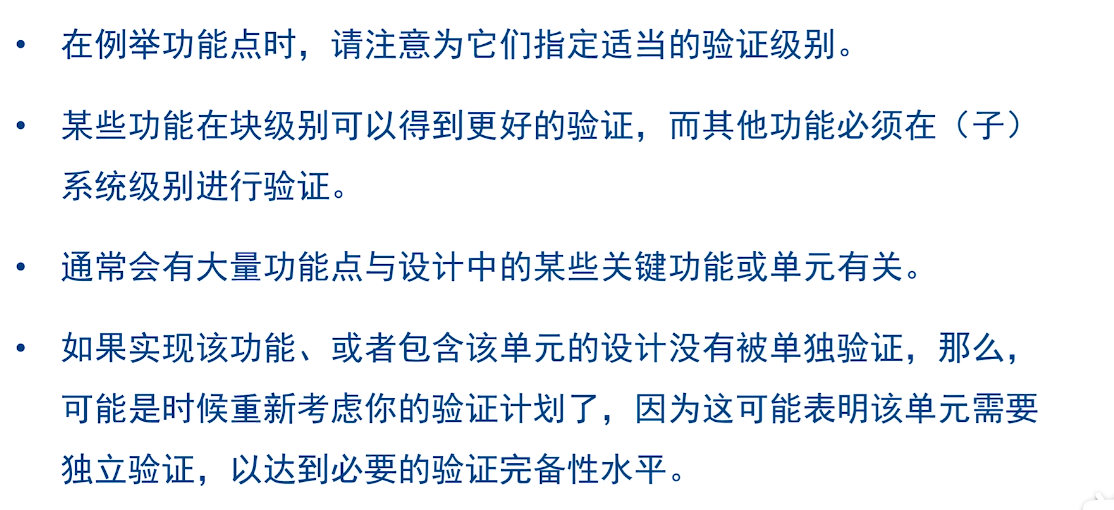 • 在例举功能点时，请注意为它们指定适当的验证级别。
• 某些功能在块级别可以得到更好的验证，而其他功能必须在（子）
系统级别进行验证。
• 通常会有大量功能点与设计中的某些关键功能或单元有关。
• 如果实现该功能、或者包含该单元的设计没有被单独验证，那么，
可能是时候重新考虑你的验证计划了，因为这可能表明该单元需要
独立验证，以达到必要的验证完备性水平。